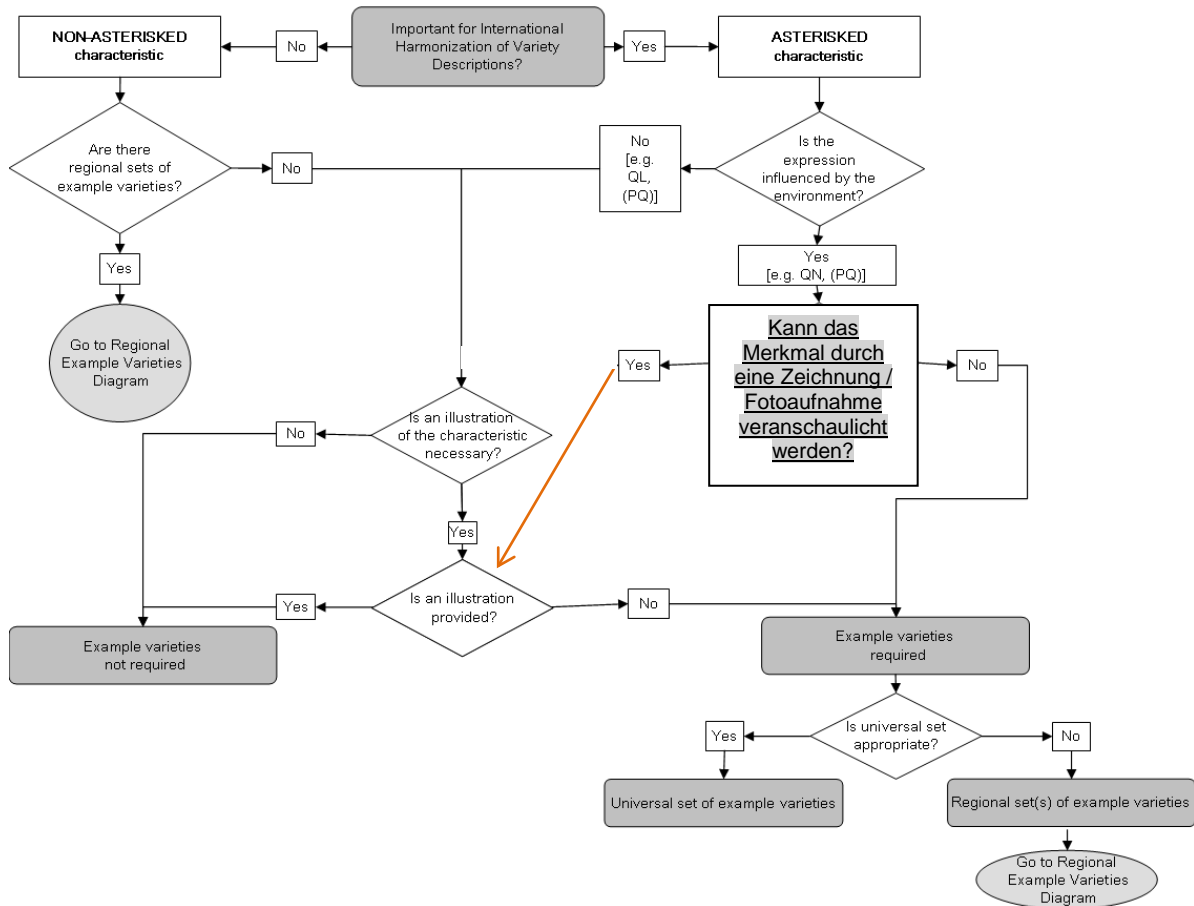 Important for International
Harmonization of Variety
Descriptions?
No
Yes
NON-ASTERISKED
characteristic
ASTERISKED
characteristic
Are there
regional sets of
example varieties?
No
No
[e.g.
QL,
(PQ)]
Is the
expression
influenced by the
environment?
Yes
Yes
[e.g. QN, (PQ)]
Go to Regional
Example Varieties
Diagram
Kann das
Merkmal durch
eine Zeichnung /
Fotoaufnahme
veranschaulicht
werden?
Yes
No
Is an illustration
of the characteristic
necessary?
No
Yes
Is an illustration
provided?
Yes
No
Example varieties
not required
Example varieties
required
Is universal set
appropriate?
Yes
No
Universal set of example varieties
Regional set(s) of example varieties
Go to Regional
Example Varieties
Diagram